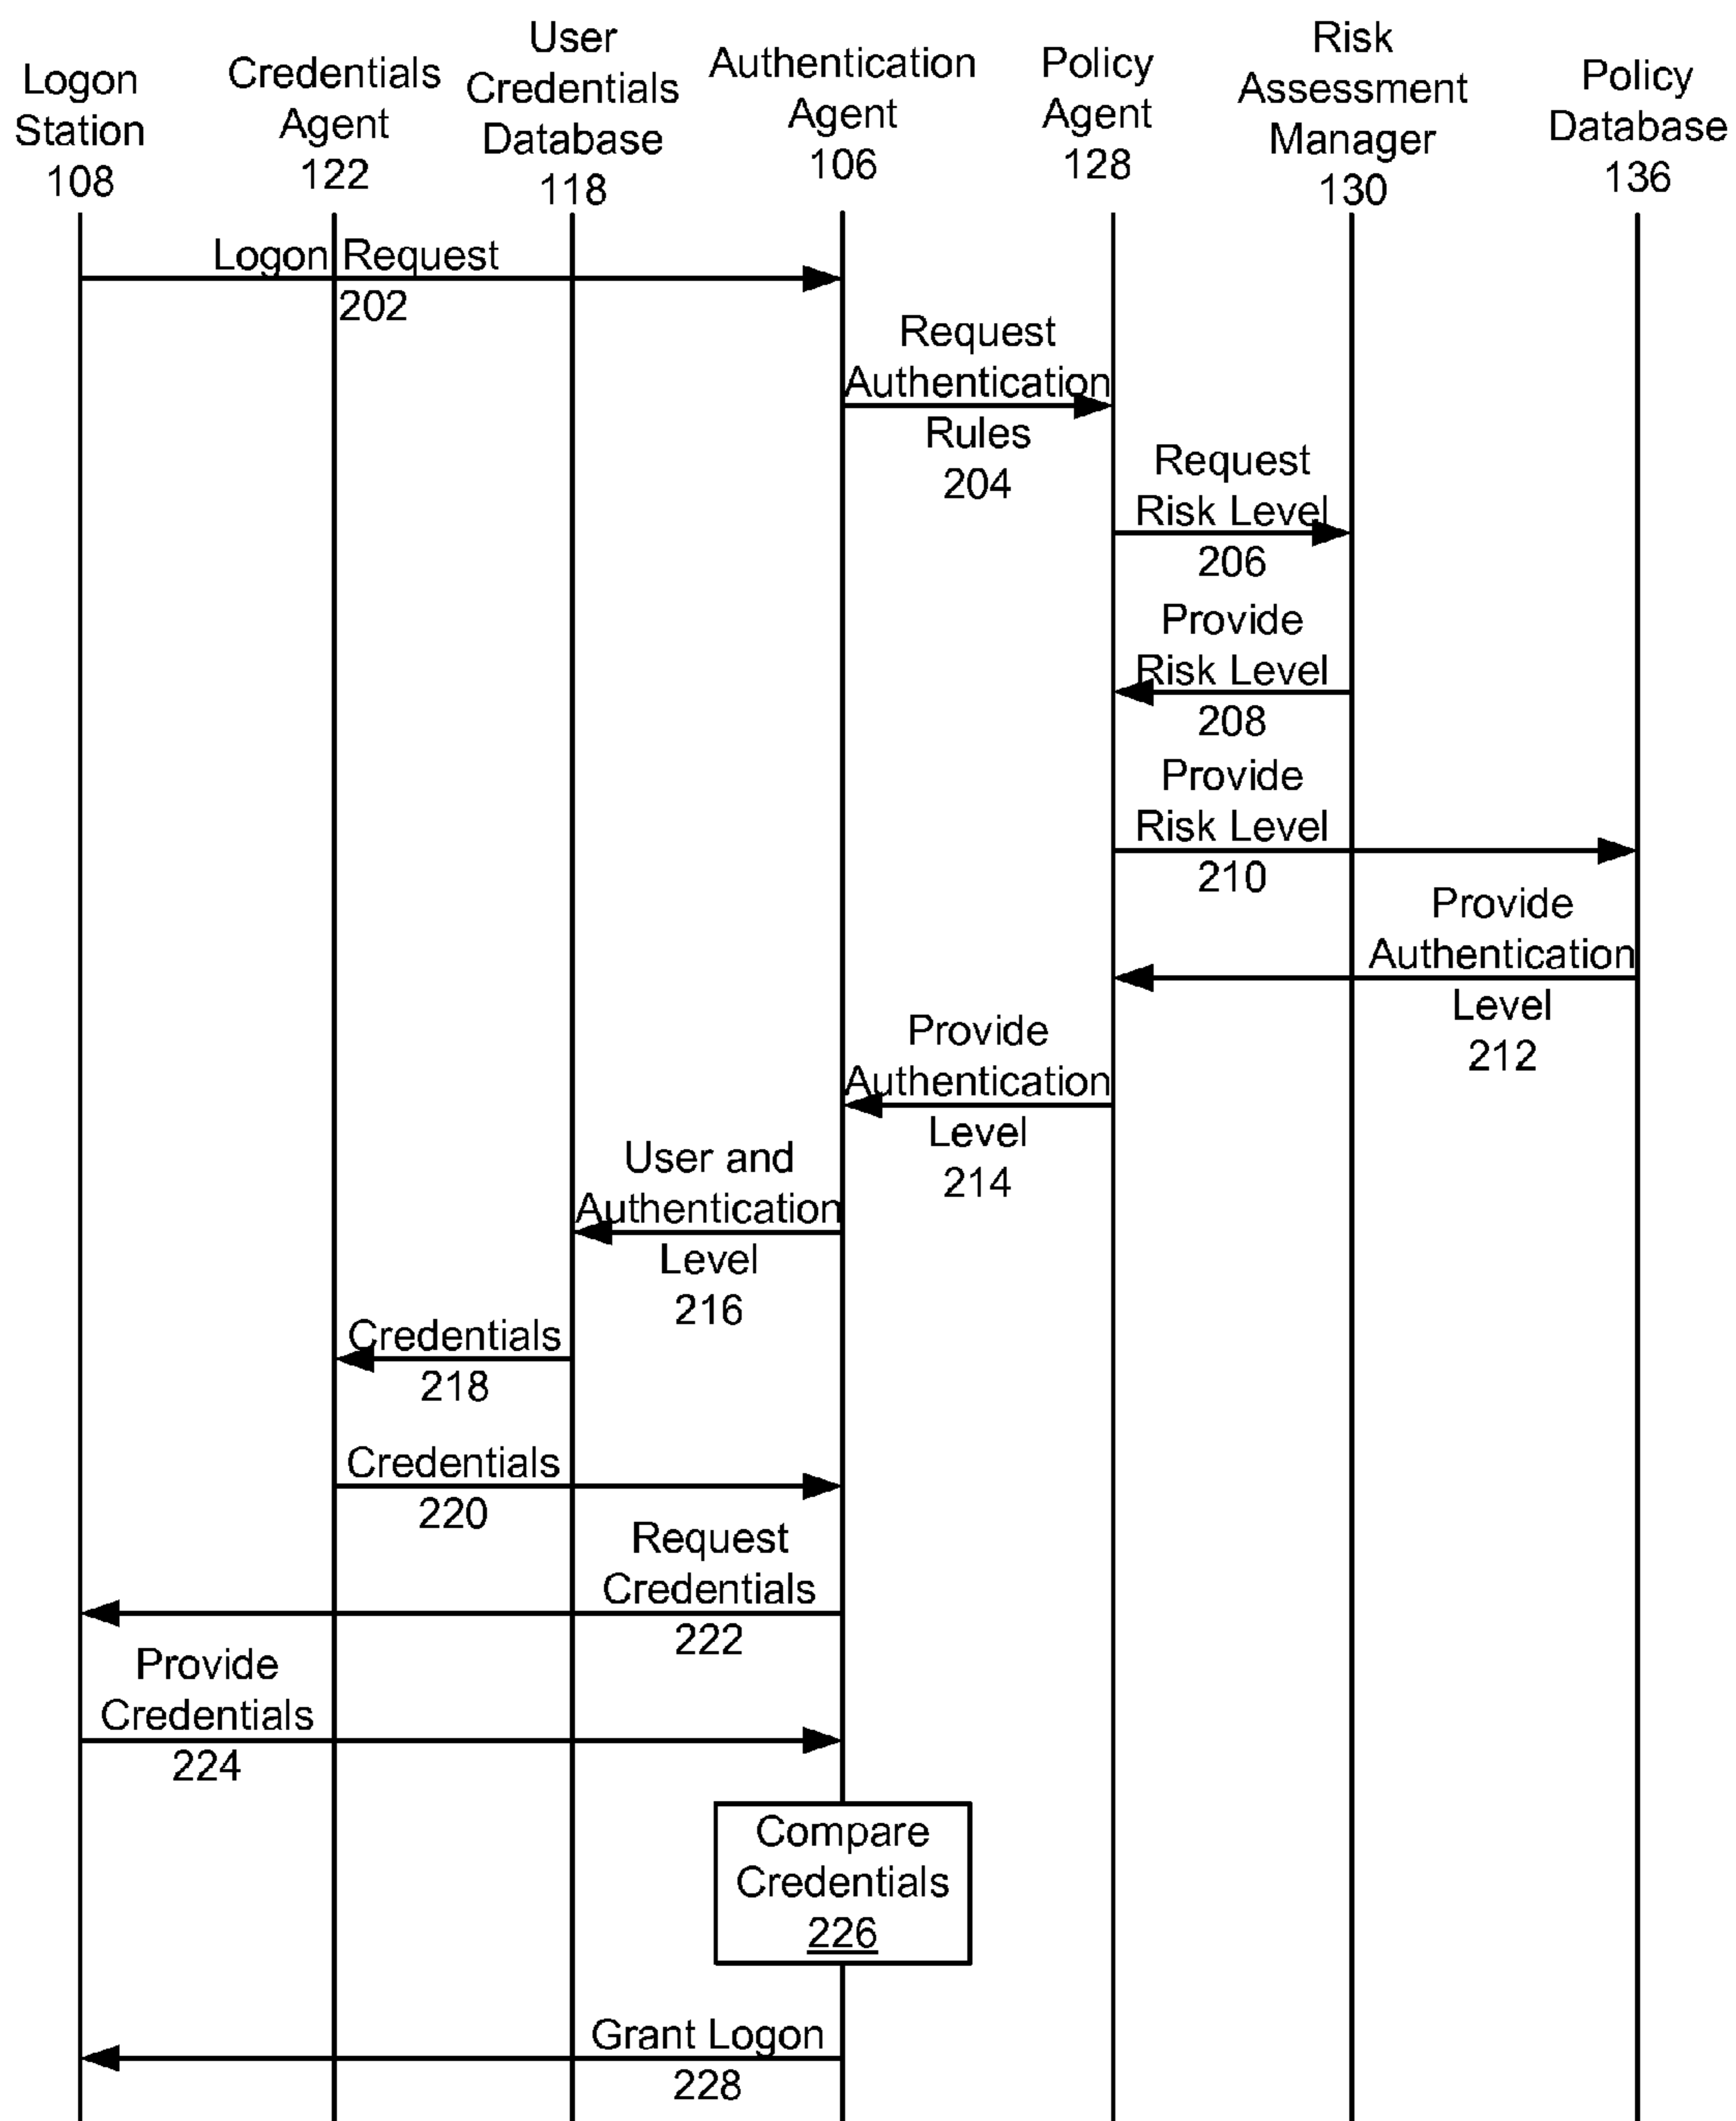 Logon
Station
108
Credentials
Agent
122
User
Credentials
Database
118
Authentication
Agent
106
Policy
Agent
128
Risk
Assessment
Manager
130
Policy
Database
136
Logon Request
202
Request
Authentication
Rules
204
Request
Risk Level
206
Provide
Risk Level
208
Provide
Risk Level
210
Provide
Authentication
Level
212
Provide
Authentication
Level
214
User and
Authentication
Level
216
Credentials
218
Credentials
220
Request
Credentials
222
Provide
Credentials
224
Compare
Credentials
226
Grant Logon
228